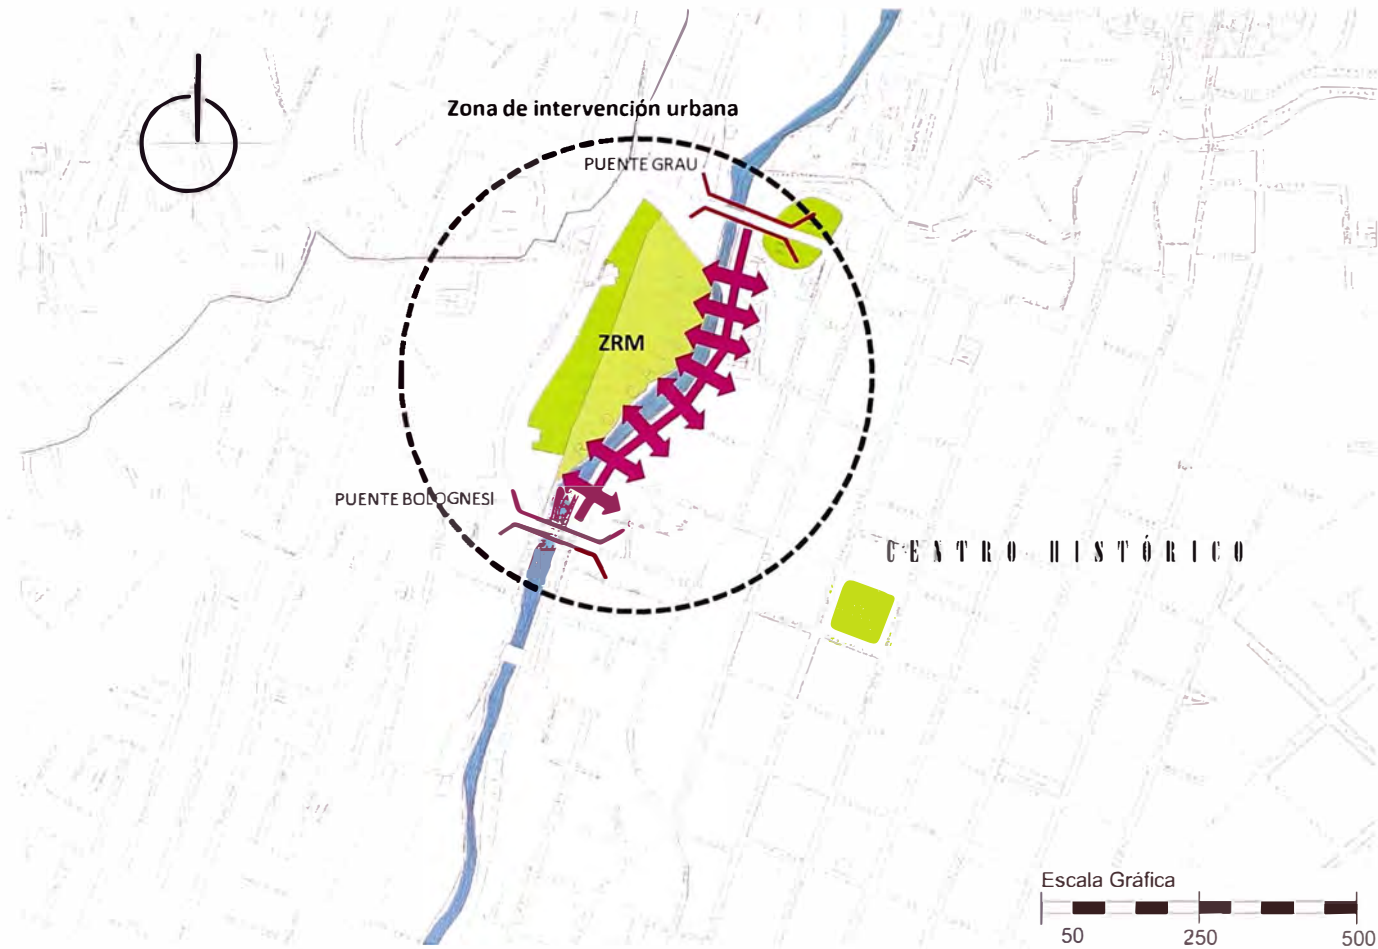 Zona de intervención urbana
PUENTE GRAU
ZRM
PUENTE BOLOGNESI
CENTRO HISTÓRICO
Escala Gráfica
50 250 500